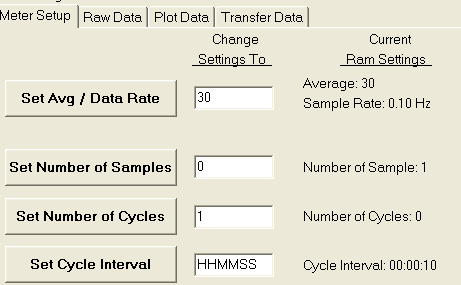 Meter Setup Raw Data Plot Data Transfer Data
Change Current
Settings To Ram Settings
Set Avg / Data Rate 30 Average: 30
Sample Rate: 0.10 Hz
Set Number of Samples 0 Number of Sample: 1
Set Number of Cycles 1 Number of Cycles: 0
Set Cycle Interval HHMMSS Cycle Interval: 00:00:10